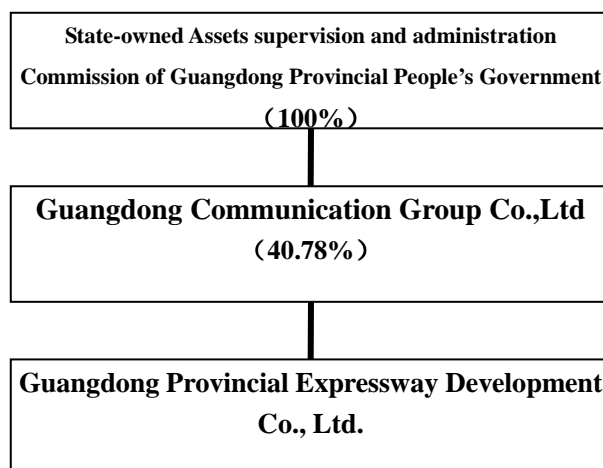 State-owned Assets supervision and administration
Commission of Guangdong Provincial People’s Government
（100%）
Guangdong Communication Group Co.,Ltd
（40.78%）
Guangdong Provincial Expressway Development
Co., Ltd.